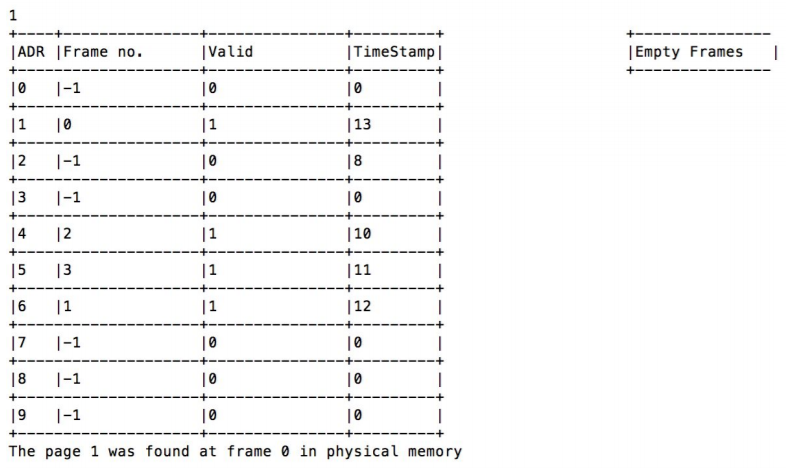 1
+----+---------------+---------------+---------+ +---------------
|ADR |Frame no. |Valid |TimeStamp| |Empty Frames |
+----+---------------+---------------+---------+ +---------------
|0 |-1 |0 |0 |
+--------------------+---------------+---------+
|1 |0 |1 |13 |
+--------------------+---------------+---------+
|2 |-1 |0 |8 |
+--------------------+---------------+---------+
|3 |-1 |0 |0 |
+--------------------+---------------+---------+
|4 |2 |1 |10 |
+--------------------+---------------+---------+
|5 |3 |1 |11 |
+--------------------+---------------+---------+
|6 |1 |1 |12 |
+--------------------+---------------+---------+
|7 |-1 |0 |0 |
+--------------------+---------------+---------+
|8 |-1 |0 |0 |
+--------------------+---------------+---------+
|9 |-1 |0 |0 |
+--------------------+---------------+---------+
The page 1 was found at frame 0 in physical memory